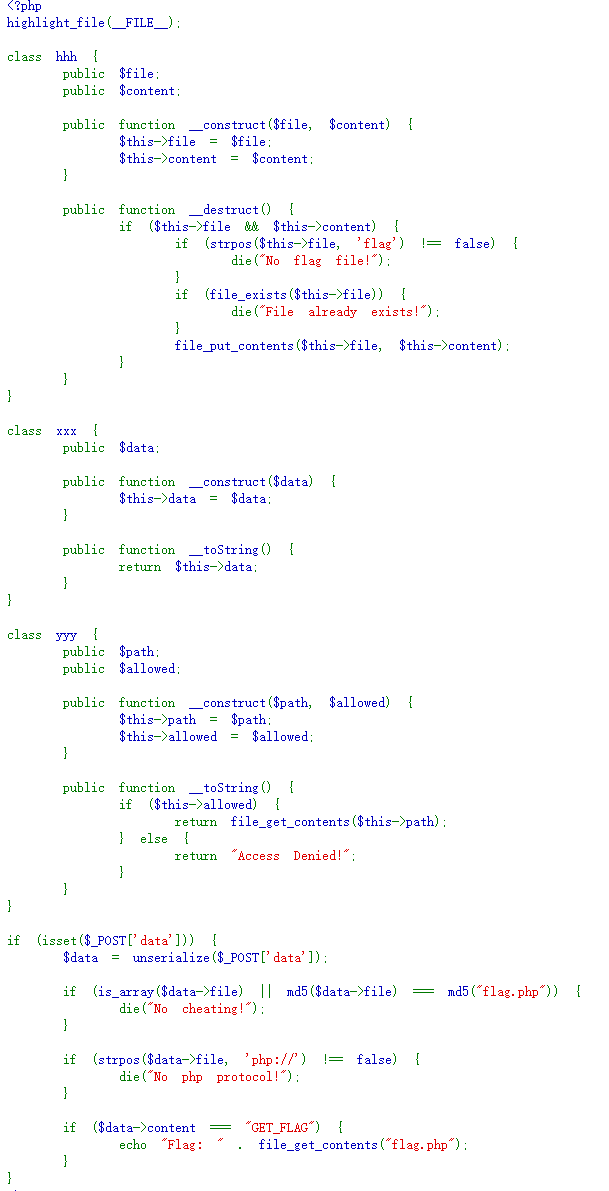 <?php
highlight_file(__FILE__);
class hhh {
public $file;
public $content;
public function __construct($file, $content) {
$this->file = $file;
$this->content = $content;
}
public function __destruct() {
if ($this->file && $this->content) {
if (strpos($this->file, 'flag') !== false) {
die("No flag file!");
}
if (file_exists($this->file)) {
die("File already exists!");
}
file_put_contents($this->file, $this->content);
}
}
}
class xxx {
public $data;
public function __construct($data) {
$this->data = $data;
}
public function __toString() {
return $this->data;
}
}
class yyy {
public $path;
public $allowed;
public function __construct($path, $allowed) {
$this->path = $path;
$this->allowed = $allowed;
}
public function __toString() {
if ($this->allowed) {
return file_get_contents($this->path);
} else {
return "Access Denied!";
}
}
}
if (isset($_POST['data'])) {
$data = unserialize($_POST['data']);
if (is_array($data->file) || md5($data->file) === md5("flag.php")) {
die("No cheating!");
}
if (strpos($data->file, 'php://') !== false) {
die("No php protocol!");
}
if ($data->content === "GET_FLAG") {
echo "Flag: " . file_get_contents("flag.php");
}
}